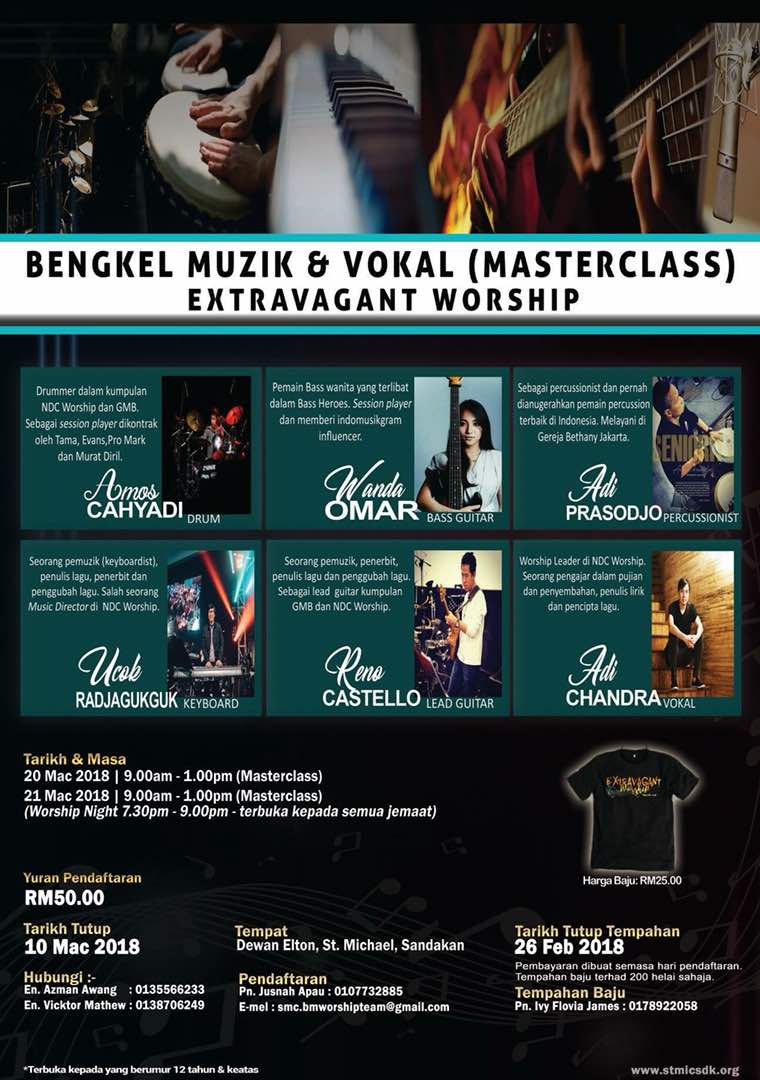 BENGKEL MUZIK & VOKAL (MASTERCLASS)
EXTRAVAGANT WORSHIP
Drummer dalam kumpulan
NDC Worship dan GMB.
Sebagai session player dikontrak
oleh Tama, Evans,Pro Mark
dan Murat Diril.
Amos
CAHYADI DRUM
Pemain Bass wanita yang terlibat
dalam Bass Heroes. Session player
dan memberi indomusikgram
influencer.
Wanda
OMAR BASS GUITAR
Sebagai percussionist dan pernah
dianugerahkan pemain percussion
terbaik di Indonesia. Melayani di
Gereja Bethany Jakarta.
Adi
PRASODJO PERCUSSIONIST
Seorang pemuzik (keyboardist),
penulis lagu, penerbit dan
penggubah lagu. Salah seorang
Music Director di NDC Worship.
Ucok
RADJAGUKGUK KEYBOARD
Seorang pemuzik, penerbit,
penulis lagu dan penggubah lagu.
Sebagai lead guitar kumpulan
GMB dan NDC Worship.
Reno
CASTELLO LEAD GUITAR
Worship Leader di NDC Worship.
Seorang pengajar dalam pujian
dan penyembahan, penulis lirik
dan pencipta lagu.
Adi
CHANDRA VOKAL
Tarikh & Masa
20 Mac 2018 | 9.00am - 1.00pm (Masterclass)
21 Mac 2018 | 9.00am - 1.00pm (Masterclass)
(Worship Night 7.30pm - 9.00pm - terbuka kepada semua jemaat)
EXTRAVAGANT
Worship
Harga Baju: RM25.00
Yuran Pendaftaran
RM50.00
Tarikh Tutup
10 Mac 2018
Tempat
Dewan Elton, St. Michael, Sandakan
Tarikh Tutup Tempahan
26 Feb 2018
Pembayaran dibuat semasa hari pendaftaran.
Tempahan baju terhad 200 helai sahaja.
Hubungi :-
En. Azman Awang : 0135566233
En. Vicktor Mathew : 0138706249
Pendaftaran
Pn. Jusnah Apau : 0107732885
E-mel : smc.bmworshipteam@gmail.com
Tempahan Baju
Pn. Ivy Flovia James : 0178922058
*Terbuka kepada yang berumur 12 tahun & keatas
www.stmicsdk.org